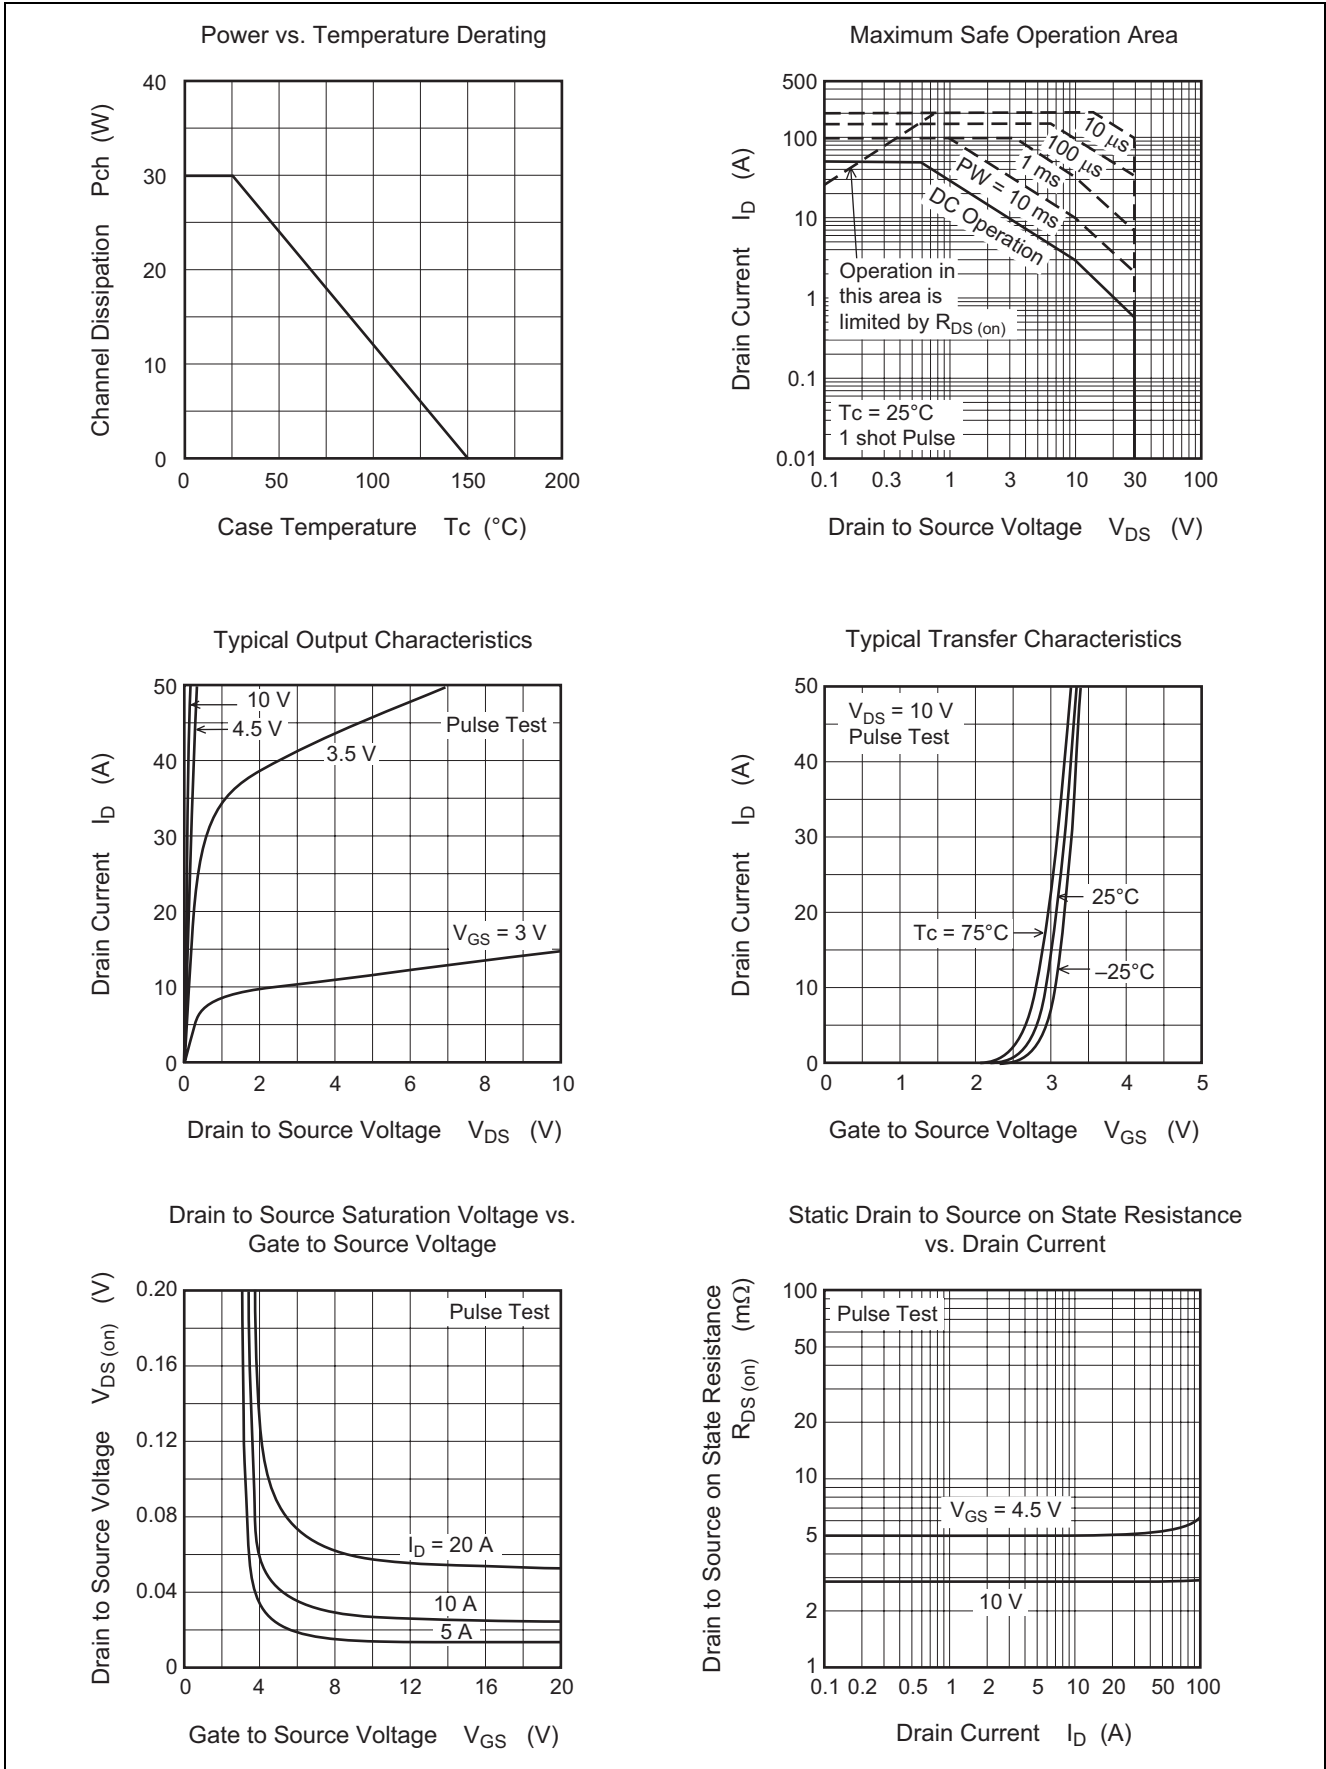 Power vs. Temperature Derating
40
30
20
10
0
0 50 100 150 200
Channel Dissipation Pch (W)
Case Temperature Tc (°C)
Maximum Safe Operation Area
500
100
10
1
0.1
0.01
0.1 0.3 1 3 10 30 100
Drain Current I_D (A)
10 µs
100 µs
1 ms
PW = 10 ms
DC Operation
Operation in
this area is
limited by R_DS (on)
Tc = 25°C
1 shot Pulse
Drain to Source Voltage V_DS (V)
Typical Output Characteristics
50
40
30
20
10
0
0 2 4 6 8 10
Drain Current I_D (A)
10 V
4.5 V
Pulse Test
3.5 V
V_GS = 3 V
Drain to Source Voltage V_DS (V)
Typical Transfer Characteristics
50
40
30
20
10
0
0 1 2 3 4 5
Drain Current I_D (A)
V_DS = 10 V
Pulse Test
25°C
Tc = 75°C
–25°C
Gate to Source Voltage V_GS (V)
Drain to Source Saturation Voltage vs.
Gate to Source Voltage
0.20
0.16
0.12
0.08
0.04
0
0 4 8 12 16 20
Drain to Source Voltage V_DS (on) (V)
Pulse Test
I_D = 20 A
10 A
5 A
Gate to Source Voltage V_GS (V)
Static Drain to Source on State Resistance
vs. Drain Current
100
50
20
10
5
2
1
0.1 0.2 0.5 1 2 5 10 20 50 100
Drain to Source on State Resistance
R_DS (on) (mΩ)
Pulse Test
V_GS = 4.5 V
10 V
Drain Current I_D (A)